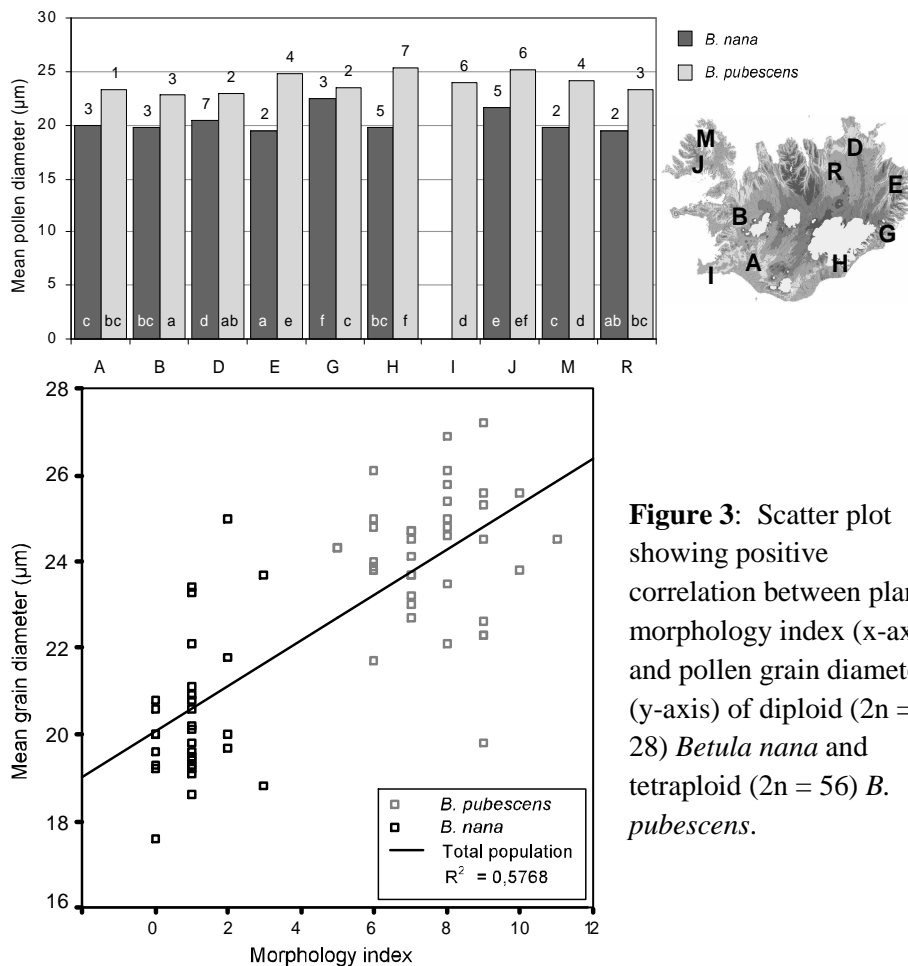 30
25
20
15
10
5
0
Mean pollen diameter (µm)
3 1 3 3 7 2 2 4 3 2 5 7 6 5 6 2 4 2 3
c bc bc a d ab a e f c bc f d e ef c d ab bc
A B D E G H I J M R
B. nana
B. pubescens
M
J
D
R
E
B
G
A
H
I
28
26
24
22
20
18
16
Mean grain diameter (µm)
B. pubescens
B. nana
Total population
R² = 0,5768
0 2 4 6 8 10 12
Morphology index
Figure 3: Scatter plot
showing positive
correlation between
morphology index
and pollen grain
(y-axis) of diploid (2n =
28) Betula nana and
tetraploid (2n = 56) B.
pubescens.